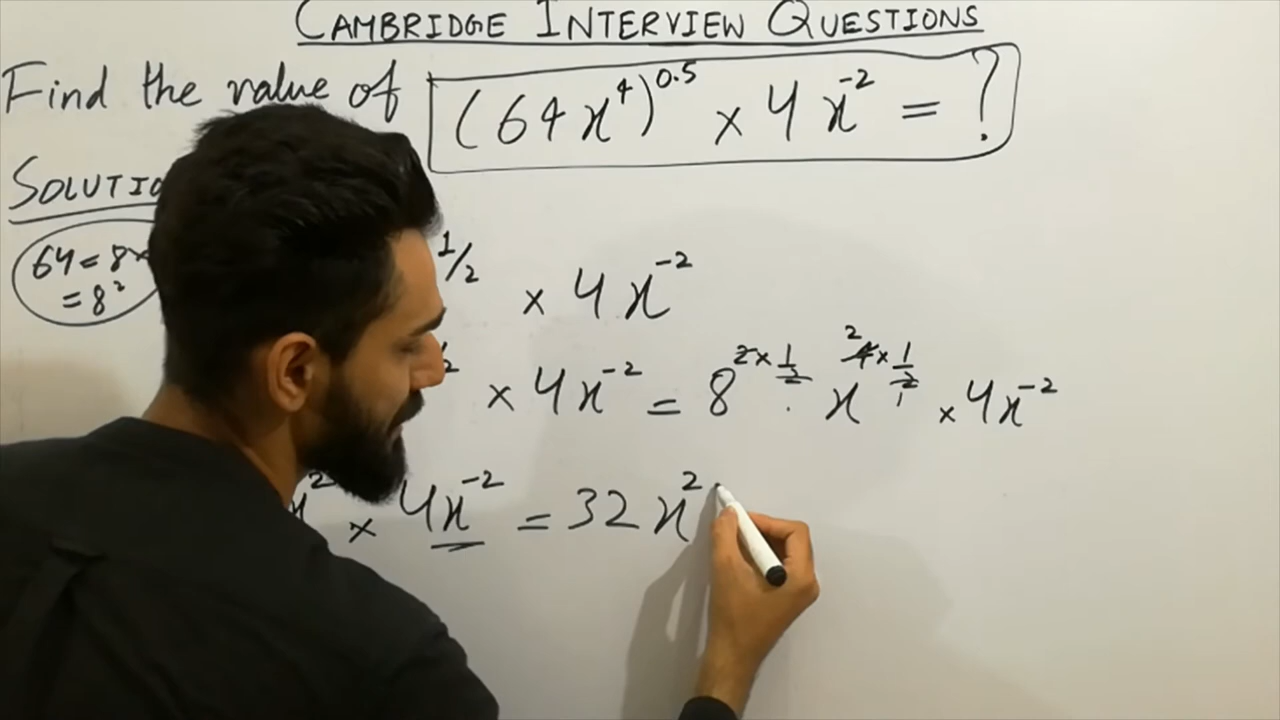 CAMBRIDGE INTERVIEW QUESTIONS
Find the value of (64x⁴)^0.5 × 4x⁻² = ?
SOLUTIO
64 = 8×
= 8²
1/2 × 4x⁻²
× 4x⁻² = 8^(2×1/2) · x^(4×1/2) × 4x⁻²
x² × 4x⁻² = 32x²